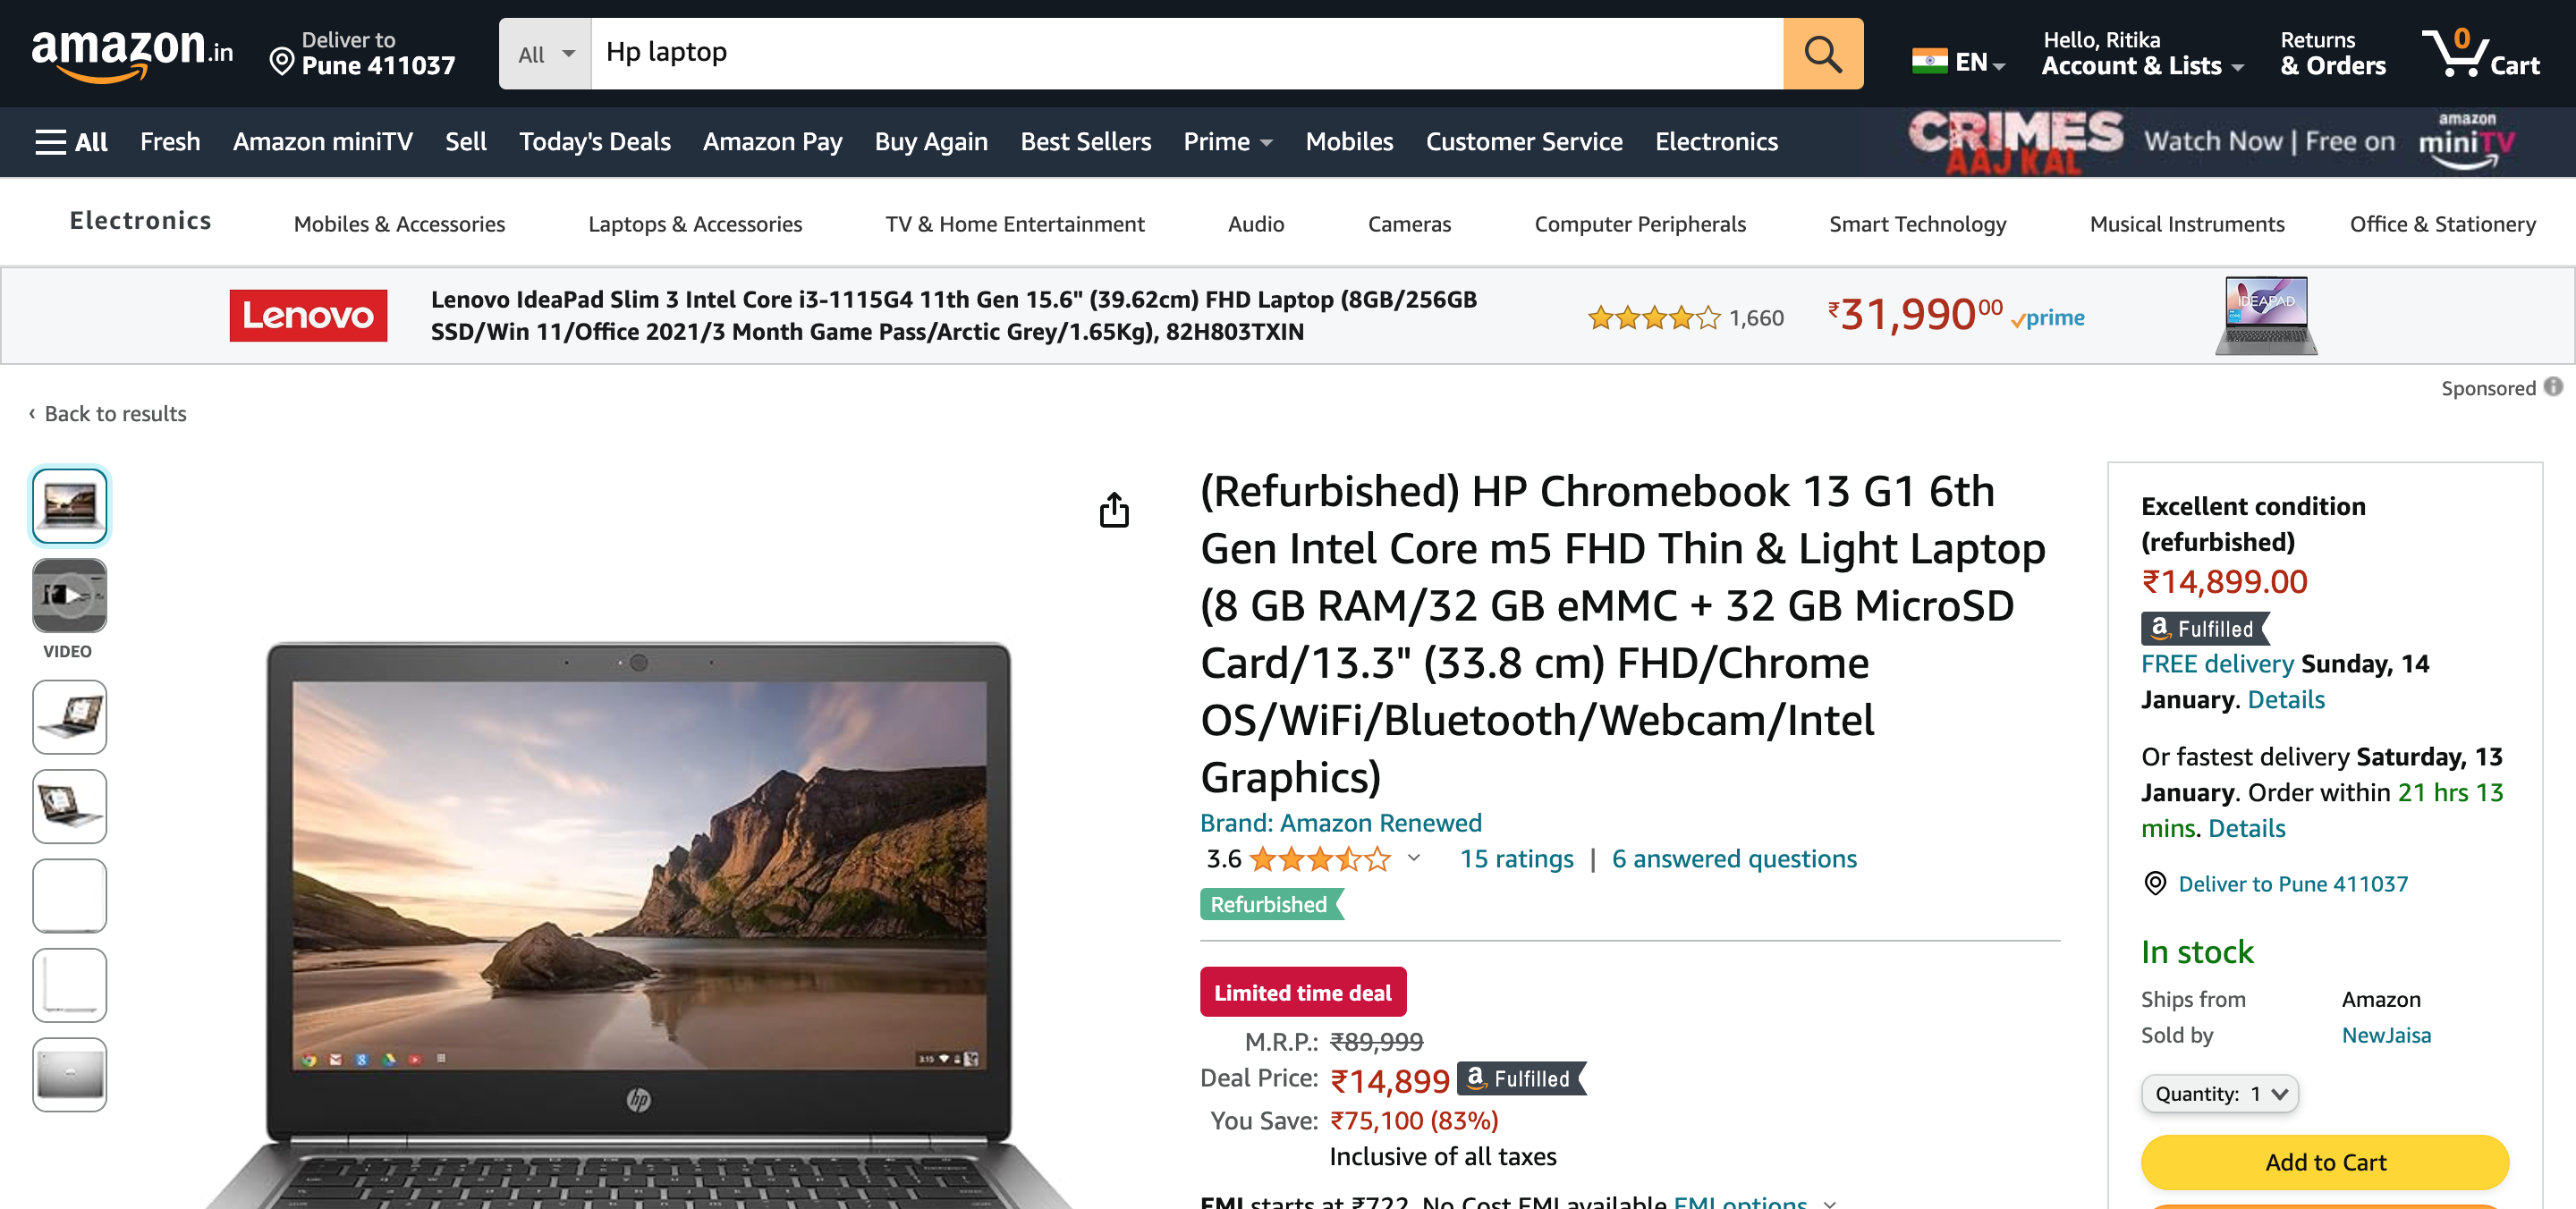 amazon.in
Deliver to
Pune 411037
All
Hp laptop
EN
Hello, Ritika
Account & Lists
Returns
& Orders
0
Cart
All
Fresh
Amazon miniTV
Sell
Today's Deals
Amazon Pay
Buy Again
Best Sellers
Prime
Mobiles
Customer Service
Electronics
CRIMES
AAJ KAL
Watch Now | Free on
amazon
miniTV
Electronics
Mobiles & Accessories
Laptops & Accessories
TV & Home Entertainment
Audio
Cameras
Computer Peripherals
Smart Technology
Musical Instruments
Office & Stationery
Lenovo
Lenovo IdeaPad Slim 3 Intel Core i3-1115G4 11th Gen 15.6" (39.62cm) FHD Laptop (8GB/256GB
SSD/Win 11/Office 2021/3 Month Game Pass/Arctic Grey/1.65Kg), 82H803TXIN
1,660
₹31,990⁰⁰
prime
IDEAPAD
Sponsored
‹ Back to results
VIDEO
3:15
hp
(Refurbished) HP Chromebook 13 G1 6th
Gen Intel Core m5 FHD Thin & Light Laptop
(8 GB RAM/32 GB eMMC + 32 GB MicroSD
Card/13.3" (33.8 cm) FHD/Chrome
OS/WiFi/Bluetooth/Webcam/Intel
Graphics)
Brand: Amazon Renewed
3.6
15 ratings | 6 answered questions
Refurbished
Limited time deal
M.R.P.: ₹89,999
Deal Price: ₹14,899 a Fulfilled
You Save: ₹75,100 (83%)
Inclusive of all taxes
EMI starts at ₹722. No Cost EMI available EMI options
Excellent condition
(refurbished)
₹14,899.00
a Fulfilled
FREE delivery Sunday, 14
January. Details
Or fastest delivery Saturday, 13
January. Order within 21 hrs 13
mins. Details
Deliver to Pune 411037
In stock
Ships from Amazon
Sold by NewJaisa
Quantity: 1
Add to Cart